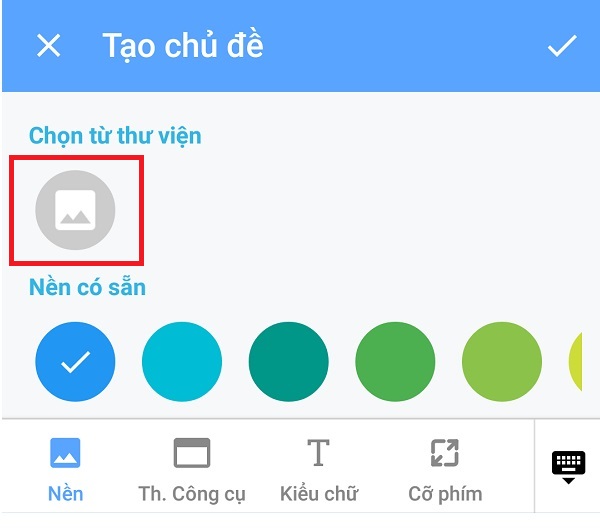 Tạo chủ đề
Chọn từ thư viện
Nền có sẵn
Nền
Th. Công cụ
Kiểu chữ
Cỡ phím